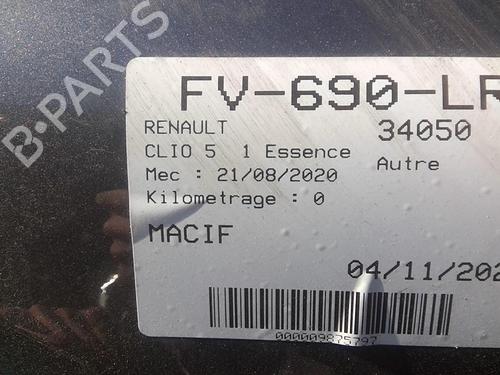 B-PARTS
FV-690-LR
RENAULT 34050
CLIO 5 1 Essence Autre
Mec : 21/08/2020
Kilometrage : 0
MACIF
04/11/202
000009875797